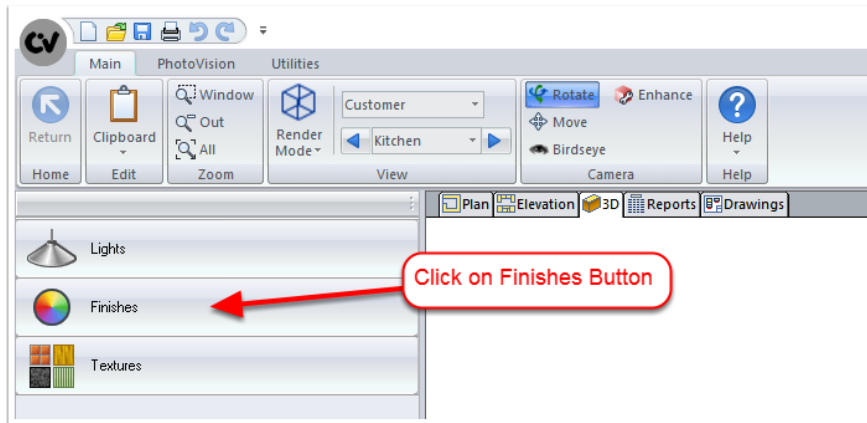 CV
Main PhotoVision Utilities
Return
Home
Clipboard
Edit
Window
Out
All
Zoom
Render
Mode
Customer
Kitchen
View
Rotate Enhance
Move
Birdseye
Camera
Help
Help
Plan Elevation 3D Reports Drawings
Lights
Finishes
Textures
Click on Finishes Button